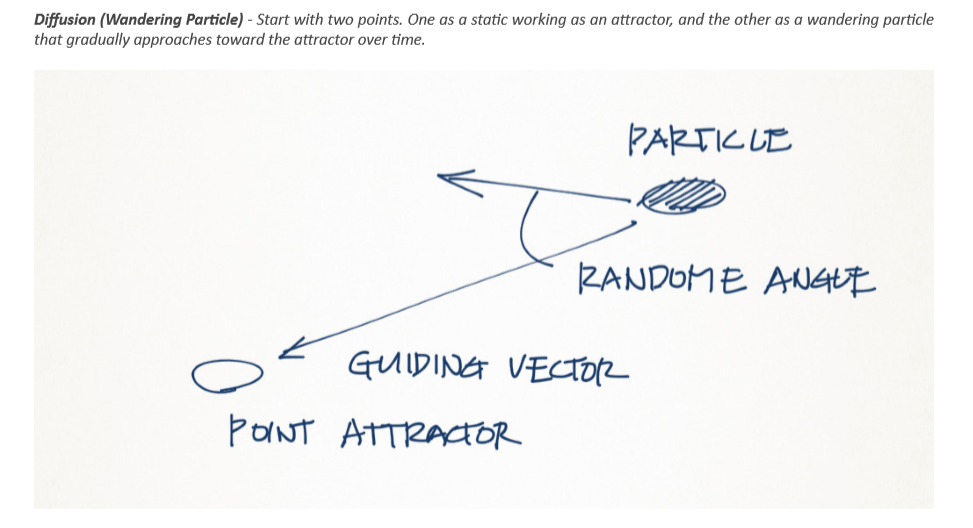 Diffusion (Wandering Particle) - Start with two points. One as a static working as an attractor, and the other as a wandering particle
that gradually approaches toward the attractor over time.
PARTICLE
RANDOME ANGLE
GUIDING VECTOR
POINT ATTRACTOR